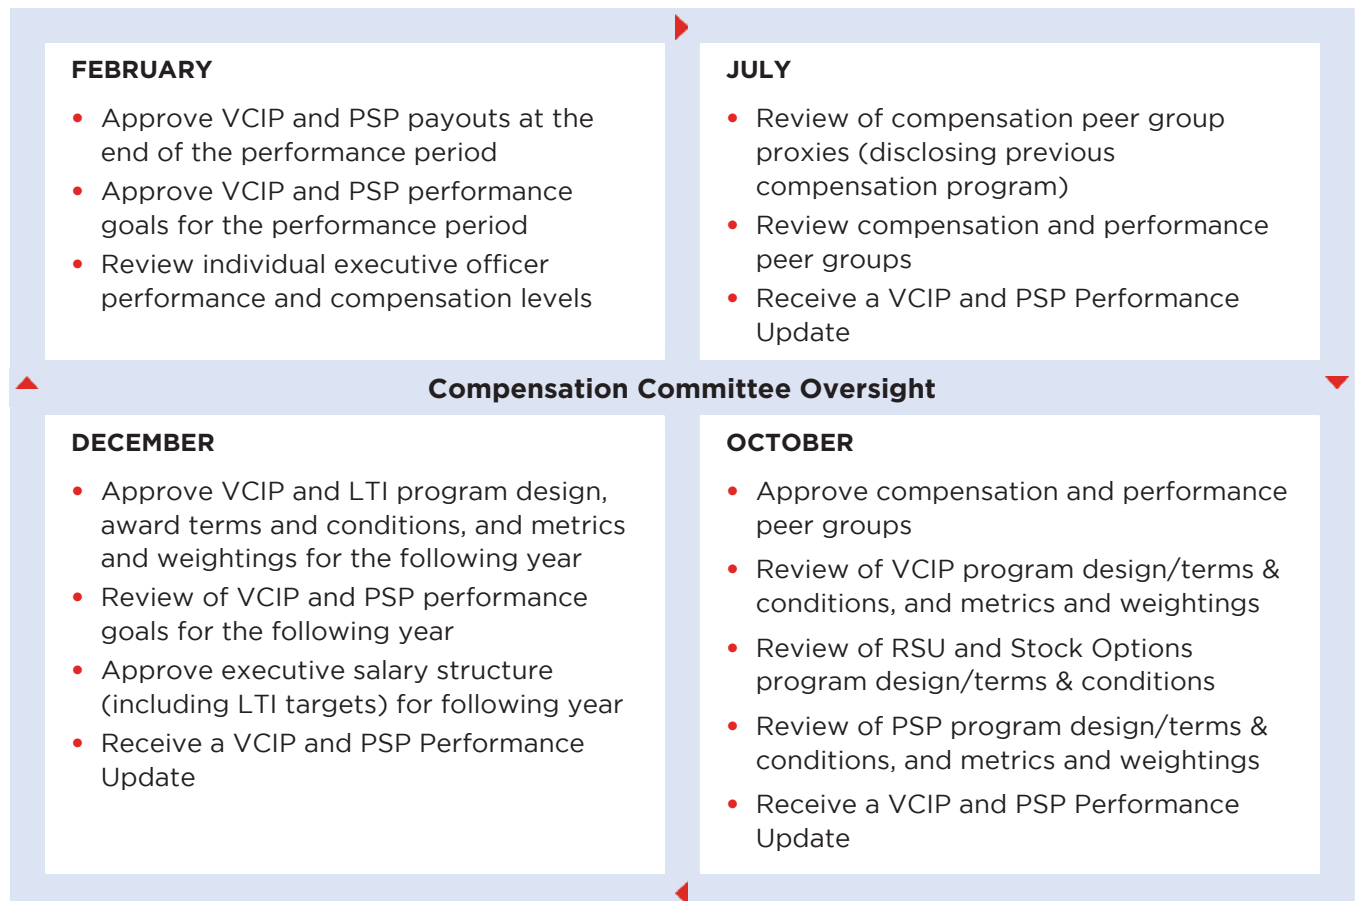 FEBRUARY
• Approve VCIP and PSP payouts at the
end of the performance period
• Approve VCIP and PSP performance
goals for the performance period
• Review individual executive officer
performance and compensation levels
JULY
• Review of compensation peer group
proxies (disclosing previous
compensation program)
• Review compensation and performance
peer groups
• Receive a VCIP and PSP Performance
Update
Compensation Committee Oversight
DECEMBER
• Approve VCIP and LTI program design,
award terms and conditions, and metrics
and weightings for the following year
• Review of VCIP and PSP performance
goals for the following year
• Approve executive salary structure
(including LTI targets) for following year
• Receive a VCIP and PSP Performance
Update
OCTOBER
• Approve compensation and performance
peer groups
• Review of VCIP program design/terms &
conditions, and metrics and weightings
• Review of RSU and Stock Options
program design/terms & conditions
• Review of PSP program design/terms &
conditions, and metrics and weightings
• Receive a VCIP and PSP Performance
Update